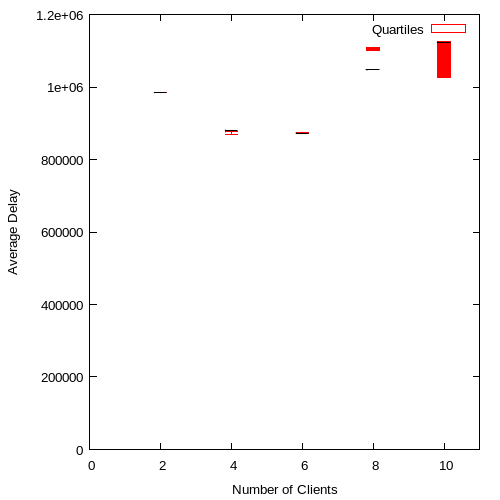 1.2e+06
Quartiles
1e+06
800000
600000
400000
200000
0
Average Delay
0 2 4 6 8 10
Number of Clients